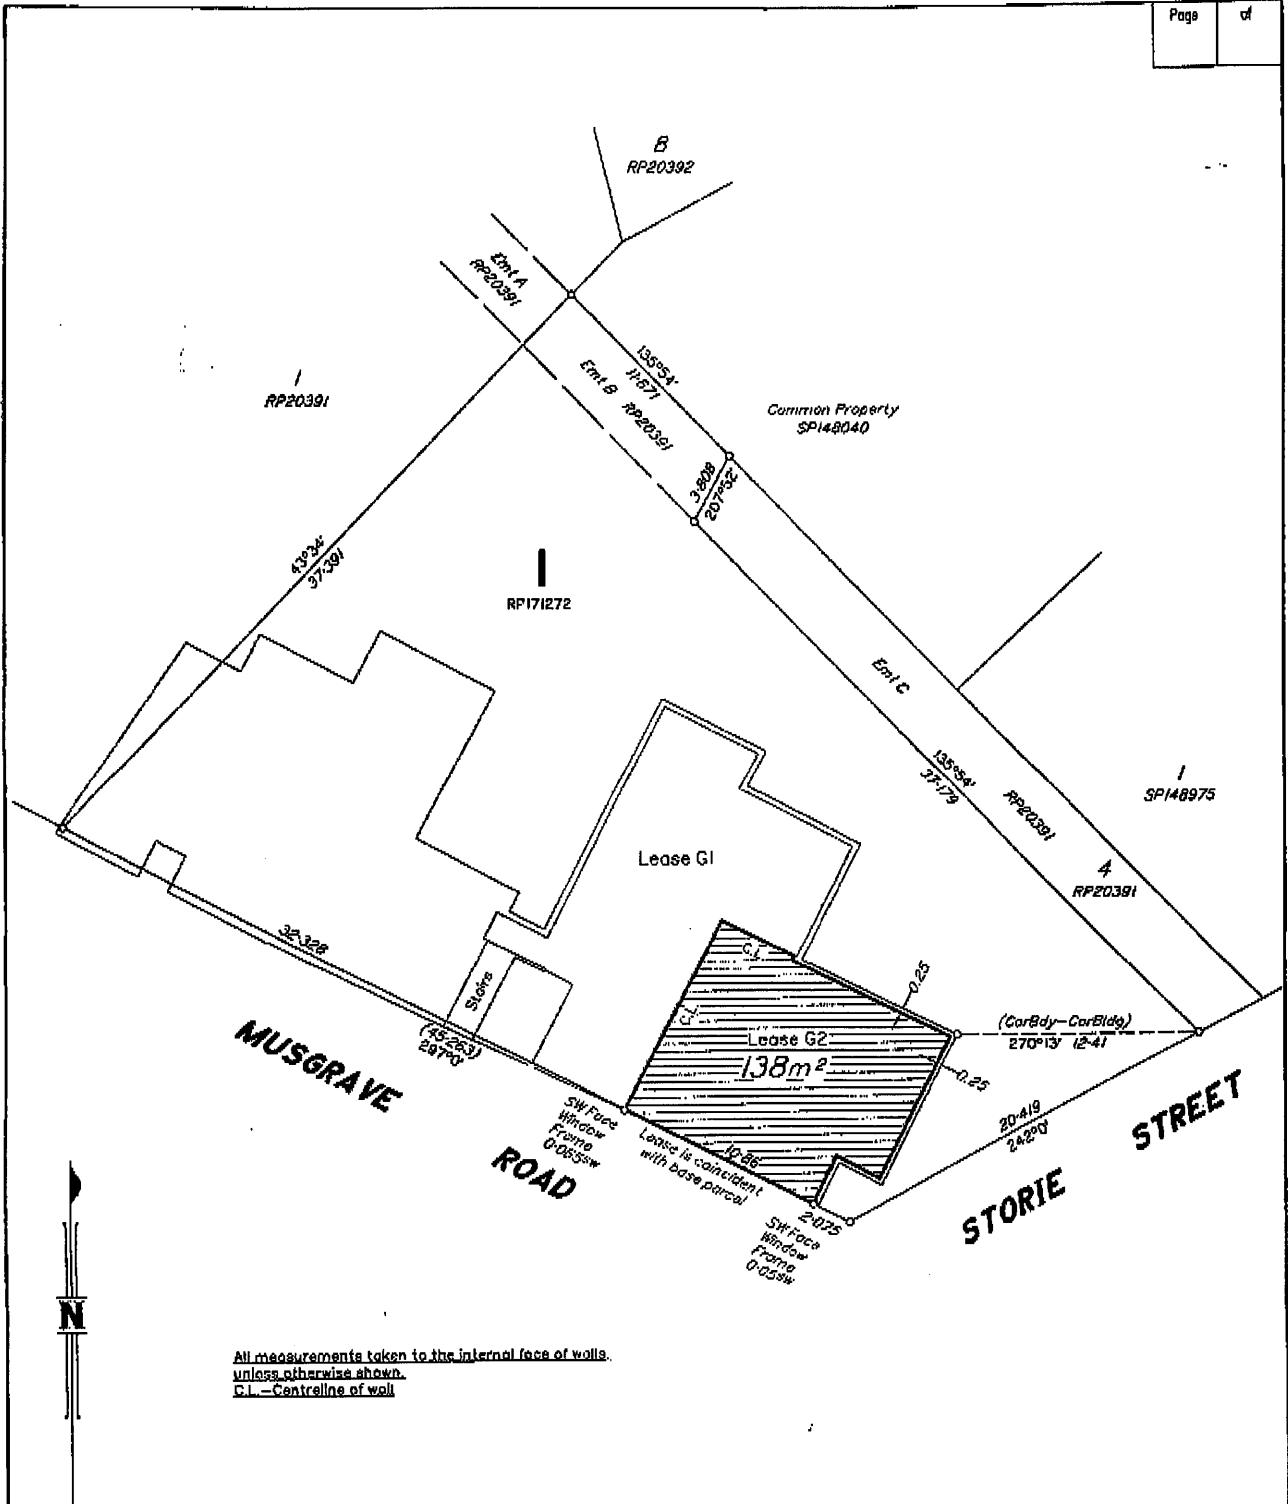 Page of
B
RP20392
Emt A
RP20391
1
RP20391
135°54'
11·671
Emt B RP20391
Common Property
SP148040
3·808
207°52'
43°34'
37·391
1
RP171272
Emt C
135°54'
37·179
RP20391
1
SP148975
4
RP20391
Lease G1
C.L.
0·25
32·328
Stairs
C.L.
(CorBdy-CorBldg)
270°13' 12·41
Lease G2
138m²
(45·263)
297°0'
0·25
MUSGRAVE
ROAD
20·419
242°0'
STREET
STORIE
SW Face
Window
Frame
0·055sw
10·86
Lease is coincident
with base parcel
2·075
SW Face
Window
Frame
0·05sw
N
All measurements taken to the internal face of walls,
unless otherwise shown.
C.L.-Centreline of wall